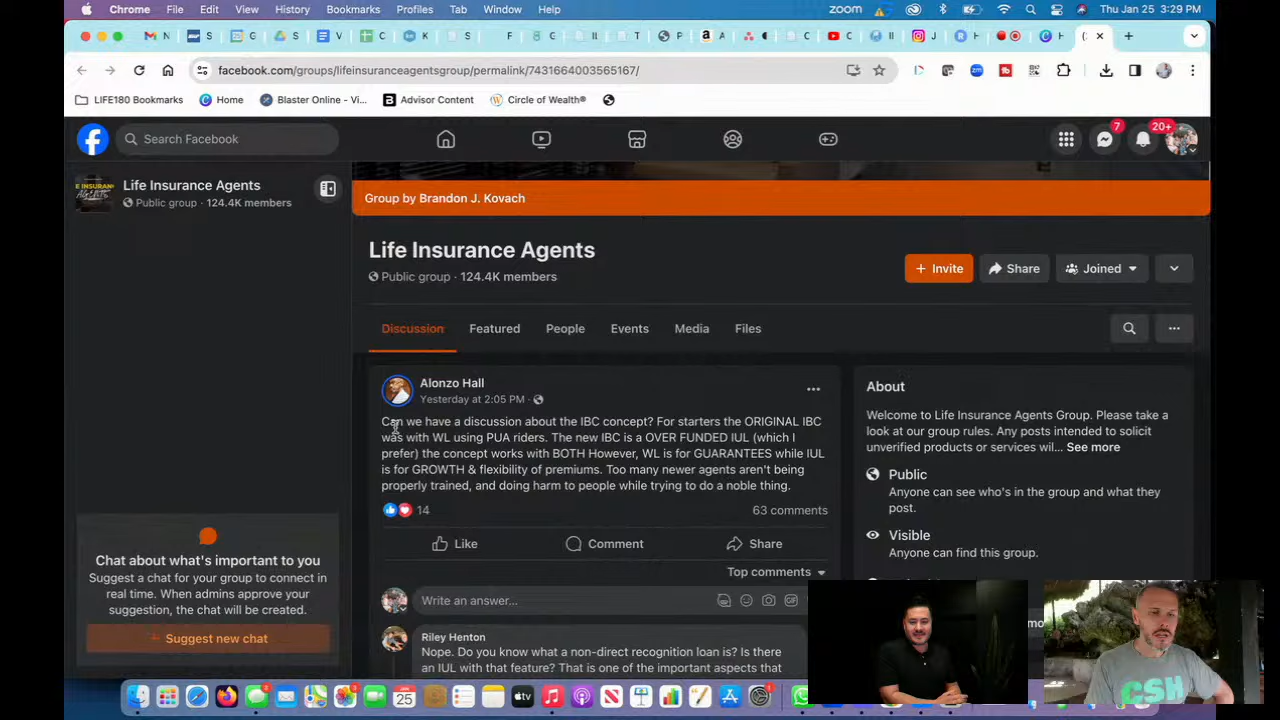 Chrome File Edit View History Bookmarks Profiles Tab Window Help zoom Thu Jan 25 3:29 PM
facebook.com/groups/lifeinsuranceagentsgroup/permalink/7431664003565167/
LIFE180 Bookmarks Home Blaster Online - Vi... Advisor Content Circle of Wealth®
Search Facebook
7
20+
Life Insurance Agents
Public group · 124.4K members
Group by Brandon J. Kovach
Life Insurance Agents
Public group · 124.4K members
+ Invite
Share
Joined
Discussion Featured People Events Media Files
Alonzo Hall
Yesterday at 2:05 PM ·
Can we have a discussion about the IBC concept? For starters the ORIGINAL IBC
was with WL using PUA riders. The new IBC is a OVER FUNDED IUL (which I
prefer) the concept works with BOTH However, WL is for GUARANTEES while IUL
is for GROWTH & flexibility of premiums. Too many newer agents aren't being
properly trained, and doing harm to people while trying to do a noble thing.
14
63 comments
Like Comment Share
Top comments
Write an answer...
Riley Henton
Nope. Do you know what a non-direct recognition loan is? Is there
an IUL with that feature? That is one of the important aspects that
About
Welcome to Life Insurance Agents Group. Please take a
look at our group rules. Any posts intended to solicit
unverified products or services wil... See more
Public
Anyone can see who's in the group and what they
post.
Visible
Anyone can find this group.
Chat about what's important to you
Suggest a chat for your group to connect in
real time. When admins approve your
suggestion, the chat will be created.
+ Suggest new chat
CSH
25